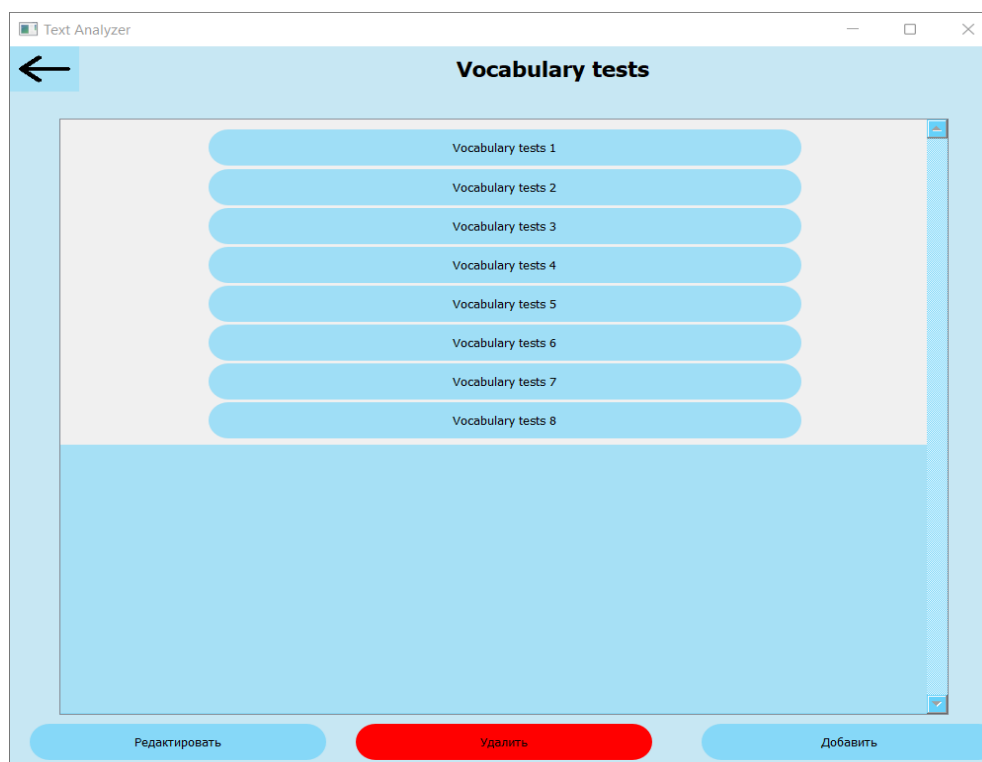 Text Analyzer
Vocabulary tests
Vocabulary tests 1
Vocabulary tests 2
Vocabulary tests 3
Vocabulary tests 4
Vocabulary tests 5
Vocabulary tests 6
Vocabulary tests 7
Vocabulary tests 8
Редактировать Удалить Добавить